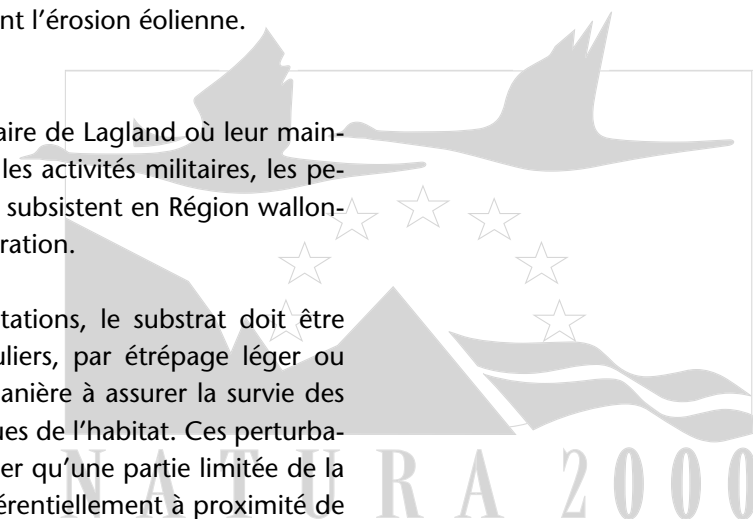 nt l’érosion éolienne.
aire de Lagland où leur main-
les activités militaires, les pe-
subsistent en Région wallon-
ration.
tations, le substrat doit être
uliers, par étrépage léger ou
anière à assurer la survie des
ues de l’habitat. Ces perturba-
er qu’une partie limitée de la
érentiellement à proximité de
NATURA 2000